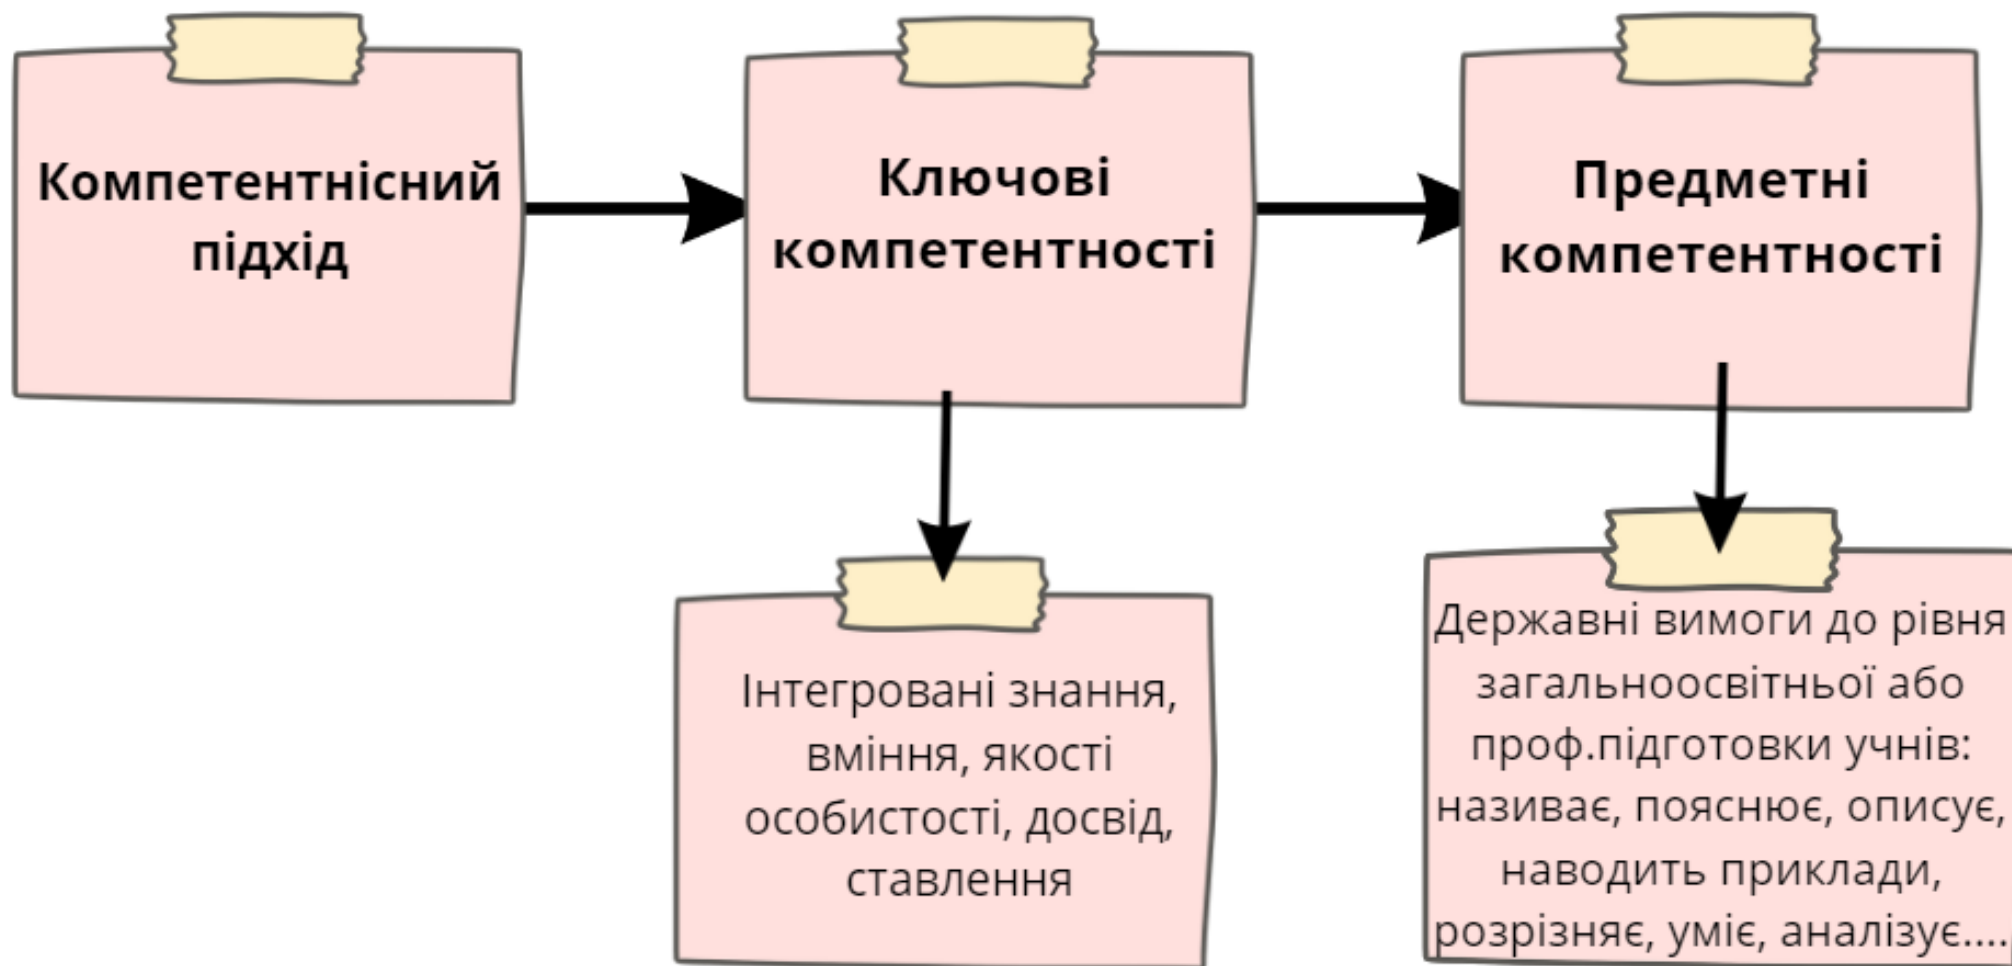 Компетентнісний
підхід
Ключові
компетентності
Предметні
компетентності
Інтегровані знання,
вміння, якості
особистості, досвід,
ставлення
Державні вимоги до рівня
загальноосвітньої або
проф.підготовки учнів:
називає, пояснює, описує,
наводить приклади,
розрізняє, уміє, аналізує....